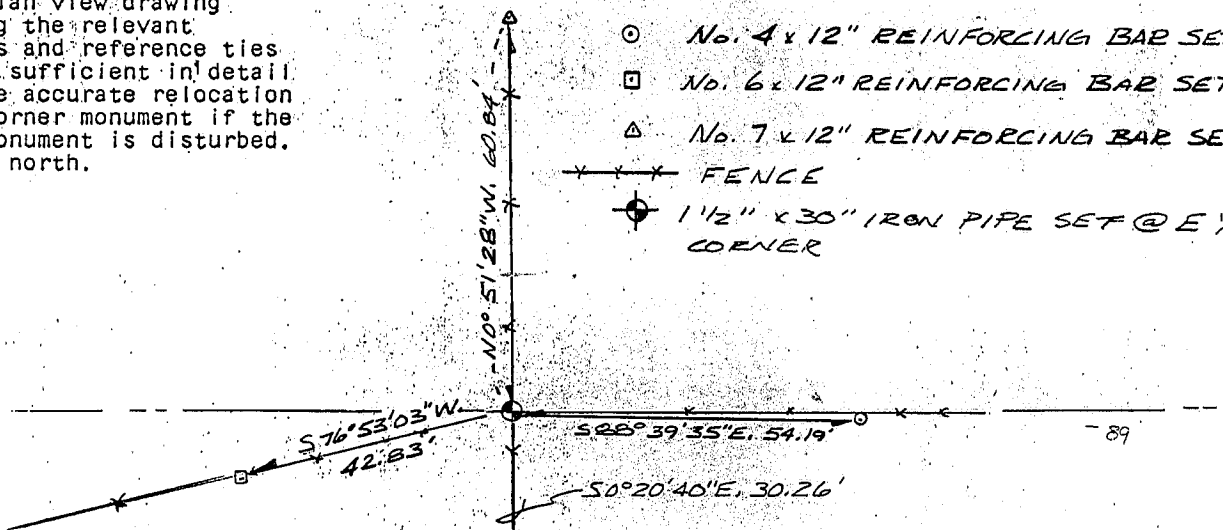 plan view drawing
g the relevant
s and reference ties
sufficient in detail
e accurate relocation
orner monument if the
onument is disturbed.
north.
No. 4 x 12" REINFORCING BAR SE
No. 6 x 12" REINFORCING BAR SET
No. 7 x 12" REINFORCING BAR SE
FENCE
1 1/2" x 30" IRON PIPE SET @ E 1/
CORNER
N0°51'28"W. 60.84'
S76°53'03"W.
42.83'
S88°39'35"E. 54.19'
89
S0°20'40"E. 30.26'